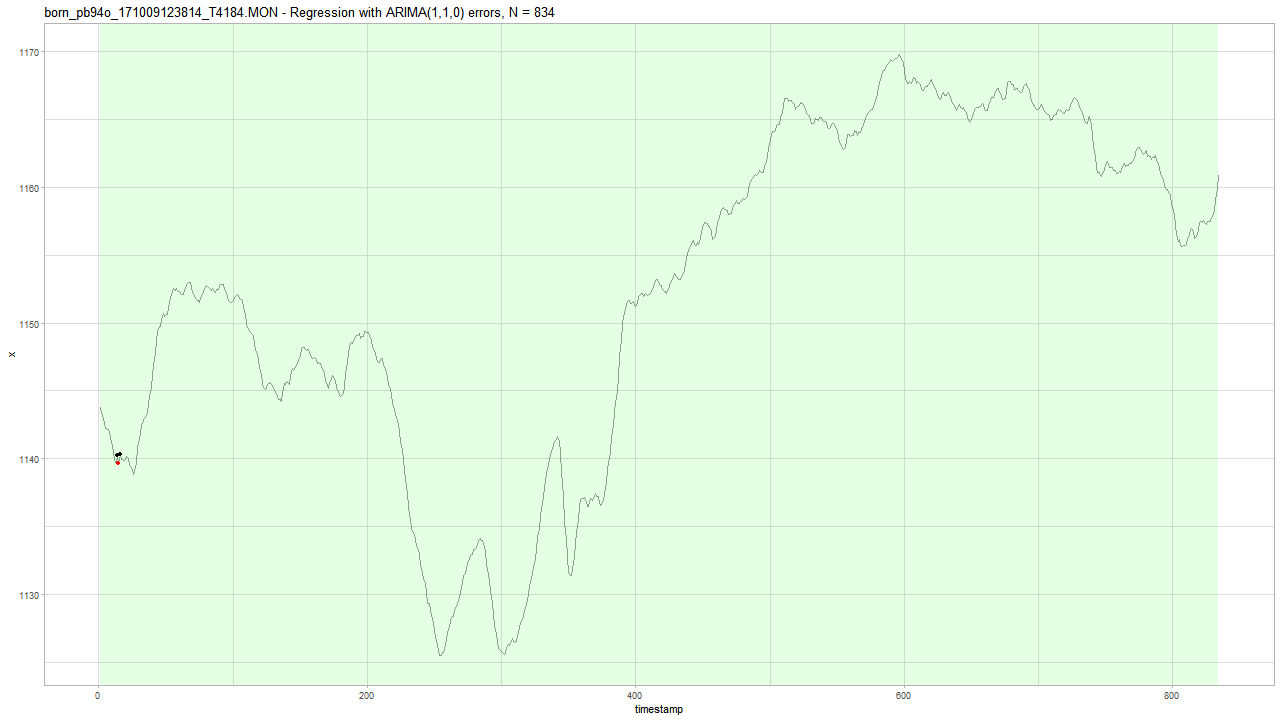 born_pb94o_171009123814_T4184.MON - Regression with ARIMA(1,1,0) errors, N = 834
1170
1160
1150
1140
1130
x
0 200 400 600 800
timestamp